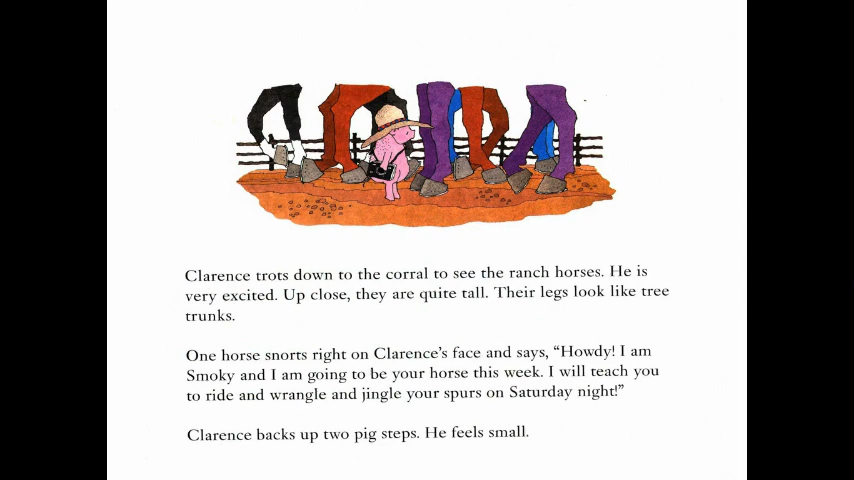 Clarence trots down to the corral to see the ranch horses. He is
very excited. Up close, they are quite tall. Their legs look like tree
trunks.
One horse snorts right on Clarence's face and says, “Howdy! I am
Smoky and I am going to be your horse this week. I will teach you
to ride and wrangle and jingle your spurs on Saturday night!”
Clarence backs up two pig steps. He feels small.